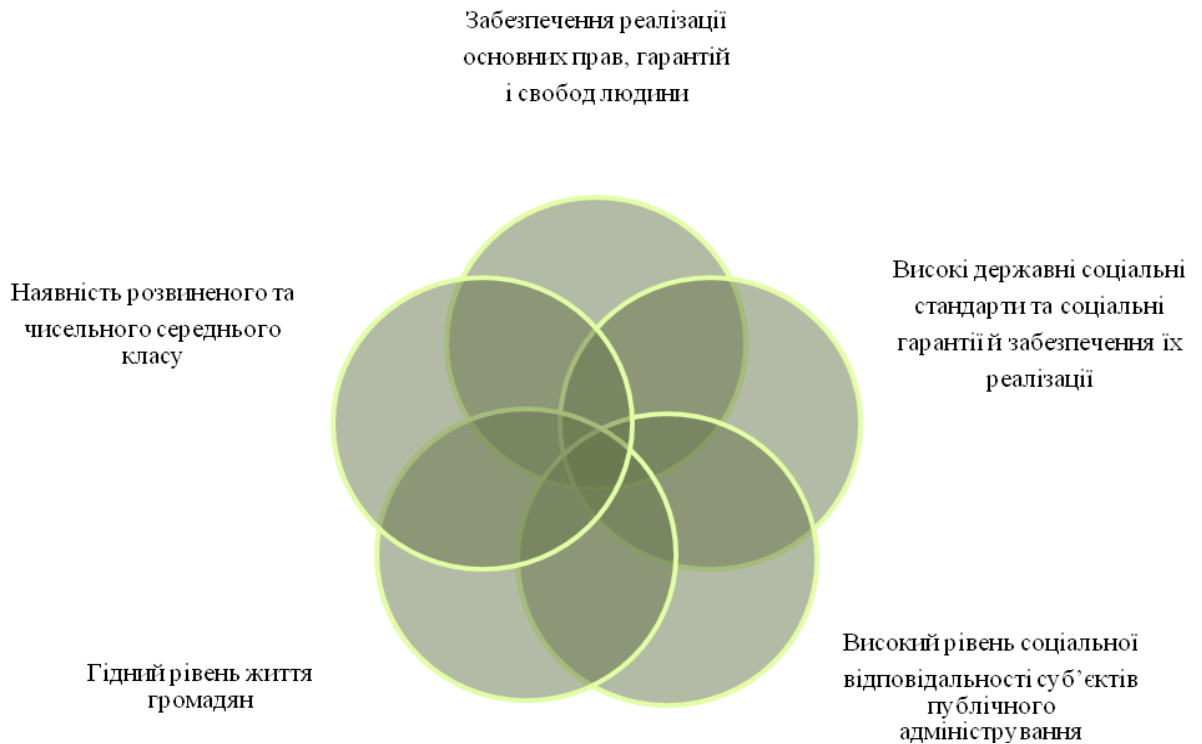 Забезпечення реалізації
основних прав, гарантій
і свобод людини
Наявність розвиненого та
чисельного середнього
класу
Високі державні соціальні
стандарти та соціальні
гарантії й забезпечення їх
реалізації
Гідний рівень життя
громадян
Високий рівень соціальної
відповідальності суб’єктів
публічного
адміністрування